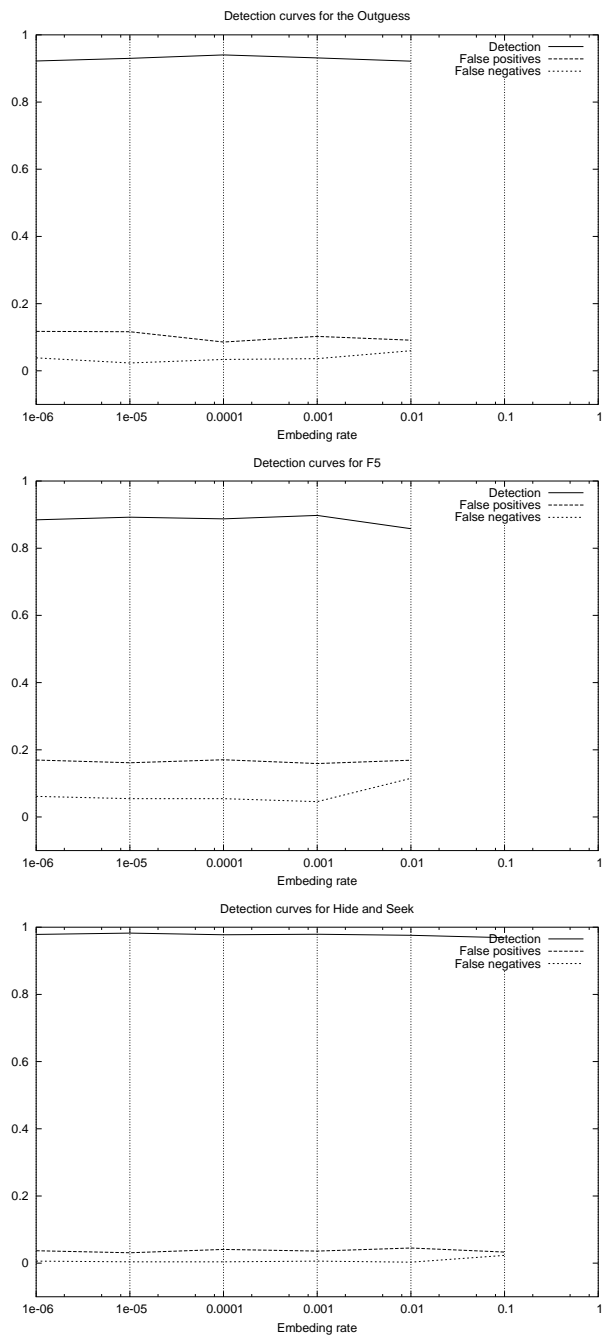 Detection curves for the Outguess
Detection
False positives
False negatives
1
0.8
0.6
0.4
0.2
0
1e-06 1e-05 0.0001 0.001 0.01 0.1 1
Embeding rate
Detection curves for F5
Detection
False positives
False negatives
1
0.8
0.6
0.4
0.2
0
1e-06 1e-05 0.0001 0.001 0.01 0.1 1
Embeding rate
Detection curves for Hide and Seek
Detection
False positives
False negatives
1
0.8
0.6
0.4
0.2
0
1e-06 1e-05 0.0001 0.001 0.01 0.1 1
Embeding rate